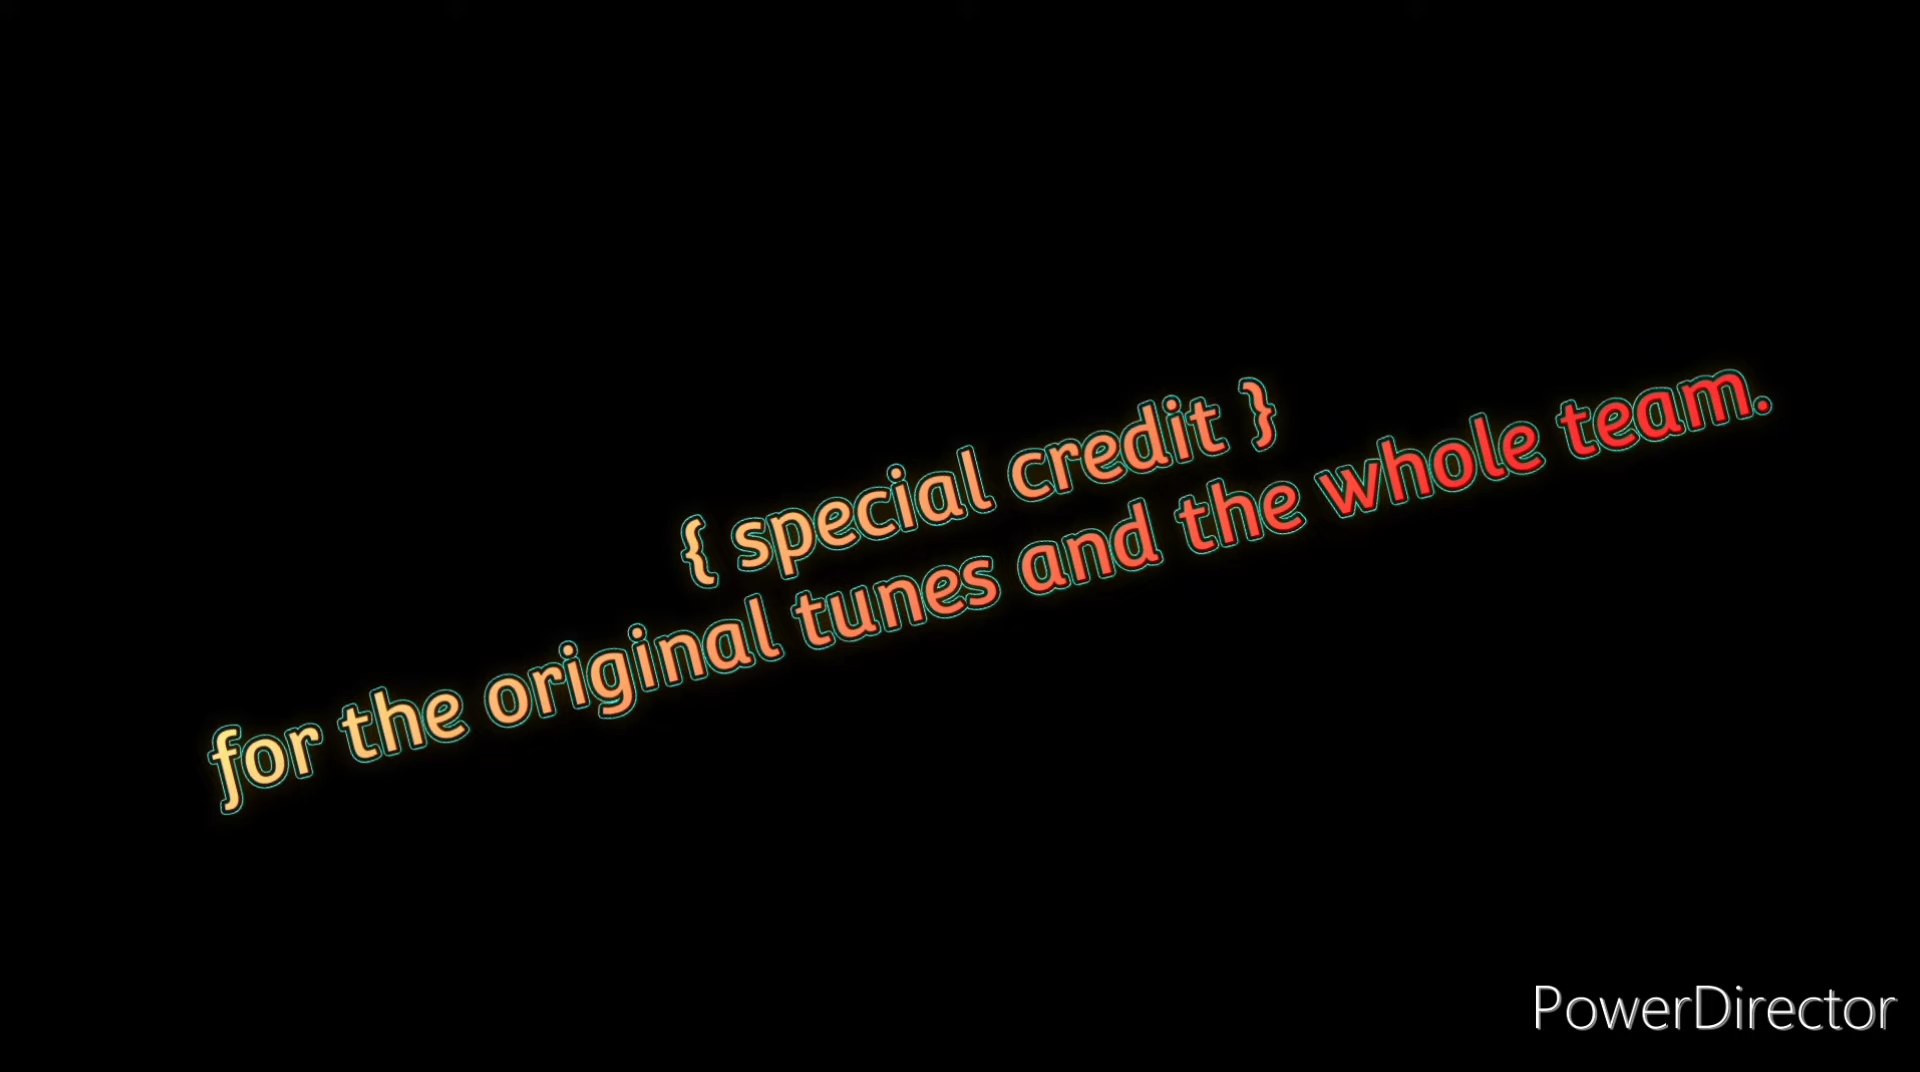 { special credit }
for the original tunes and the whole team.
PowerDirector